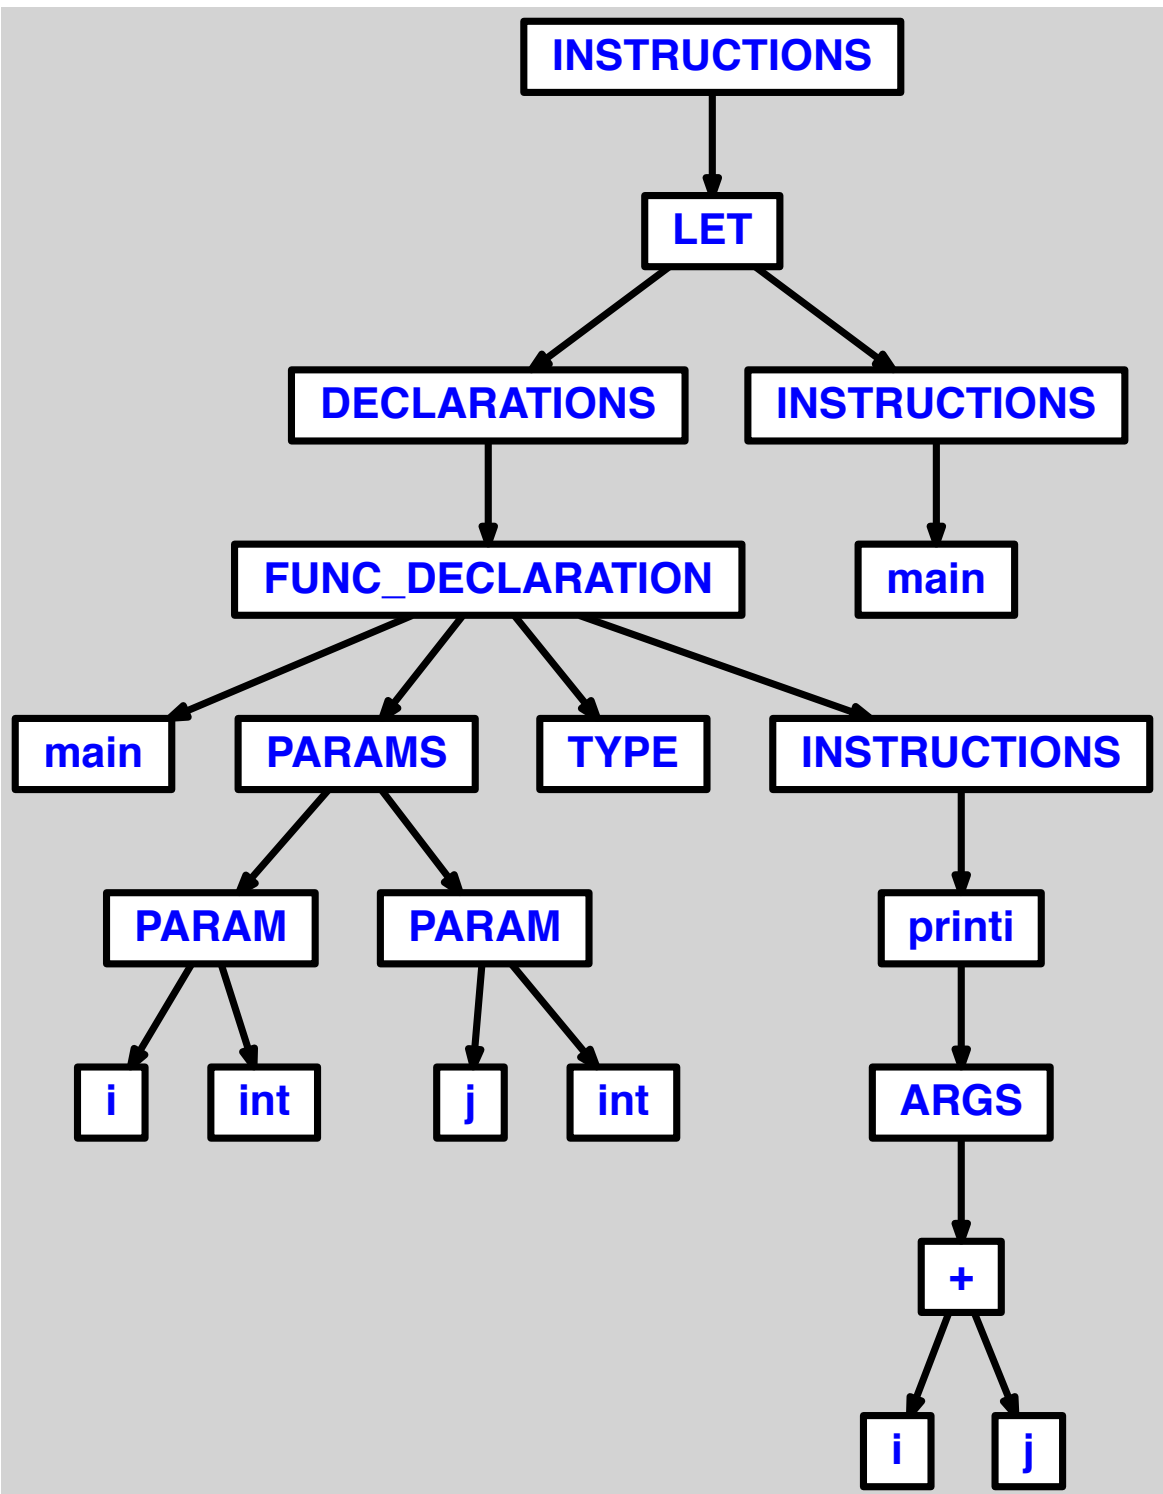 INSTRUCTIONS
LET
DECLARATIONS
INSTRUCTIONS
FUNC_DECLARATION
main
main
PARAMS
TYPE
INSTRUCTIONS
PARAM
PARAM
printi
i
int
j
int
ARGS
+
i
j